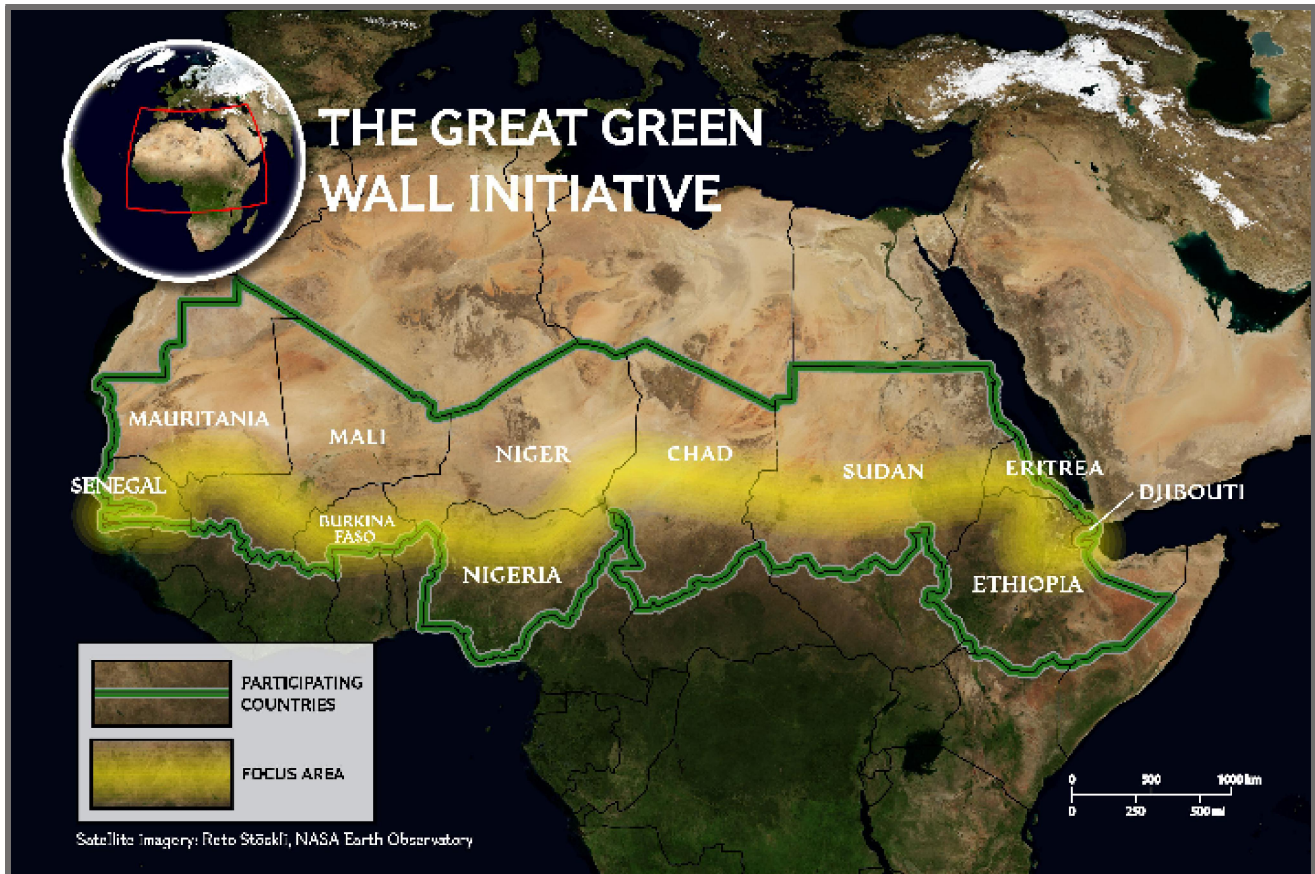 THE GREAT GREEN
WALL INITIATIVE
MAURITANIA
MALI
NIGER
CHAD
SUDAN
ERITREA
DJIBOUTI
SENEGAL
BURKINA
FASO
NIGERIA
ETHIOPIA
PARTICIPATING
COUNTRIES
FOCUS AREA
0 500 1000 km
0 250 500 mi
Satellite imagery: Reto Stöckli, NASA Earth Observatory